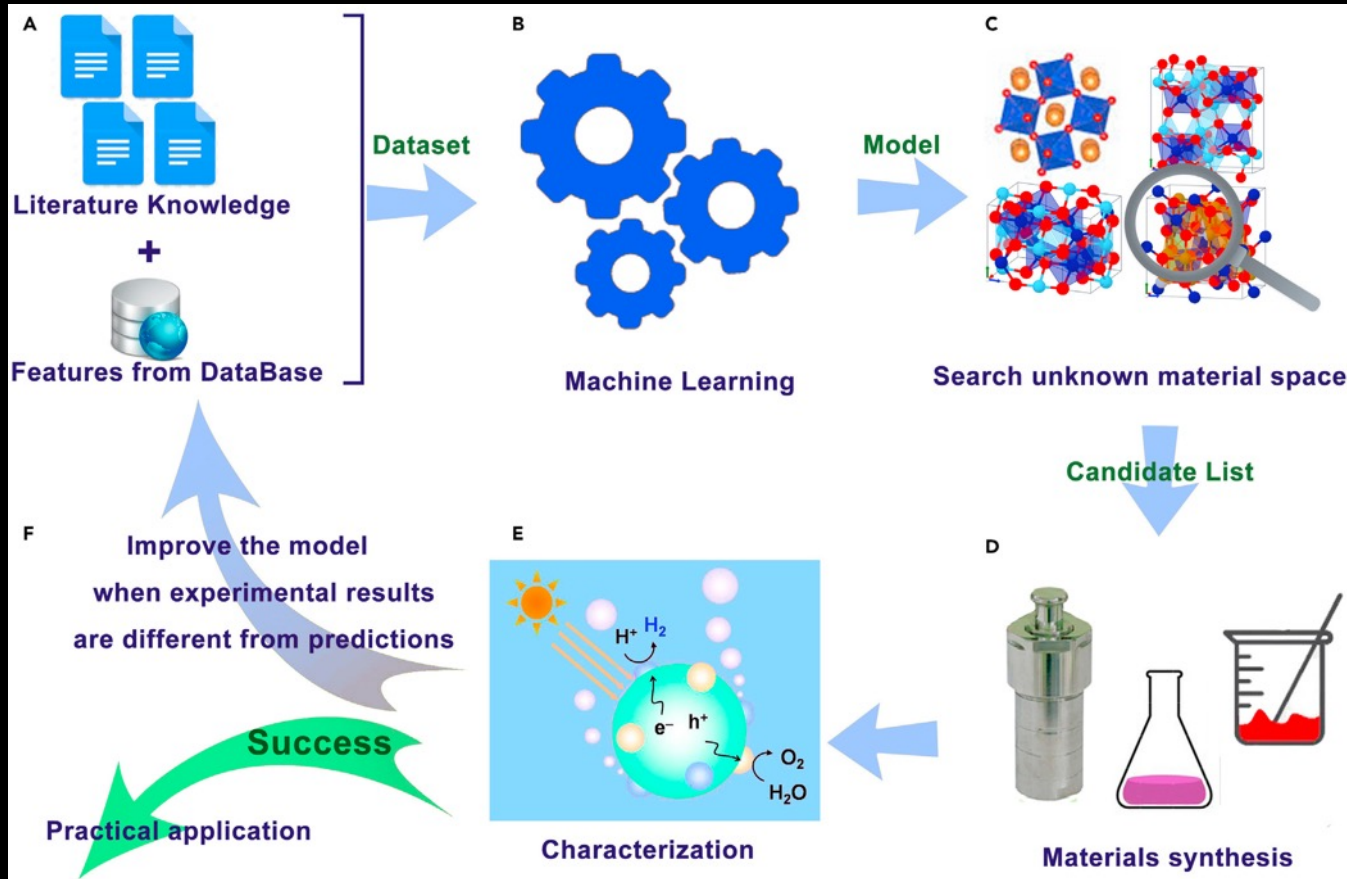 A
Literature Knowledge
+
Features from DataBase
Dataset
B
Machine Learning
Model
C
Search unknown material space
Candidate List
D
Materials synthesis
E
H⁺ H₂
e⁻ h⁺
O₂
H₂O
Characterization
F
Improve the model
when experimental results
are different from predictions
Success
Practical application